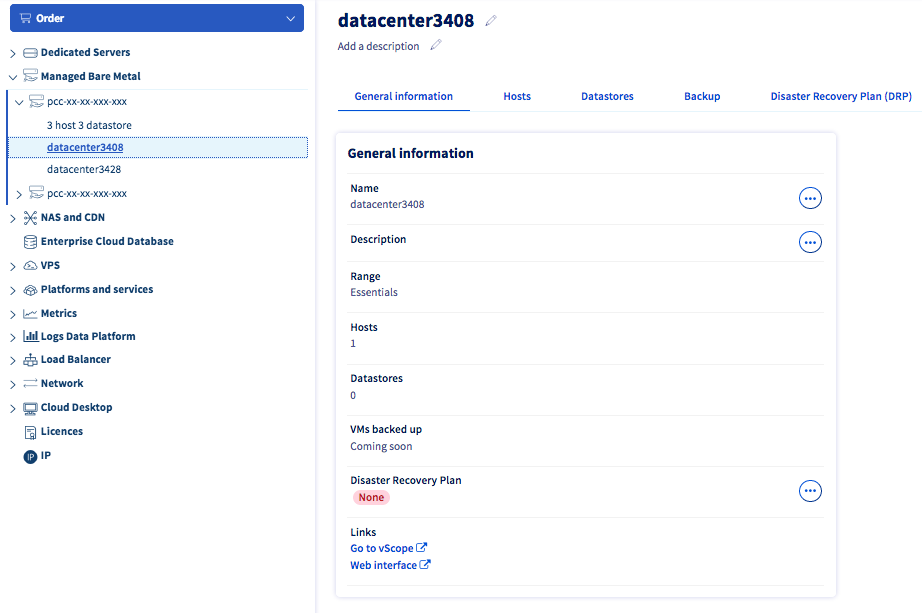 Order
Dedicated Servers
Managed Bare Metal
pcc-xx-xx-xxx-xxx
3 host 3 datastore
datacenter3408
datacenter3428
pcc-xx-xx-xxx-xxx
NAS and CDN
Enterprise Cloud Database
VPS
Platforms and services
Metrics
Logs Data Platform
Load Balancer
Network
Cloud Desktop
Licences
IP IP
datacenter3408
Add a description
General information Hosts Datastores Backup Disaster Recovery Plan (DRP)
General information
Name
datacenter3408
Description
Range
Essentials
Hosts
1
Datastores
0
VMs backed up
Coming soon
Disaster Recovery Plan
None
Links
Go to vScope
Web interface